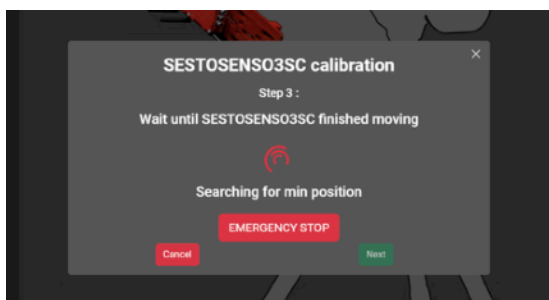 SESTOSENSO3SC calibration
Step 3 :
Wait until SESTOSENSO3SC finished moving
Searching for min position
EMERGENCY STOP
Cancel
Next